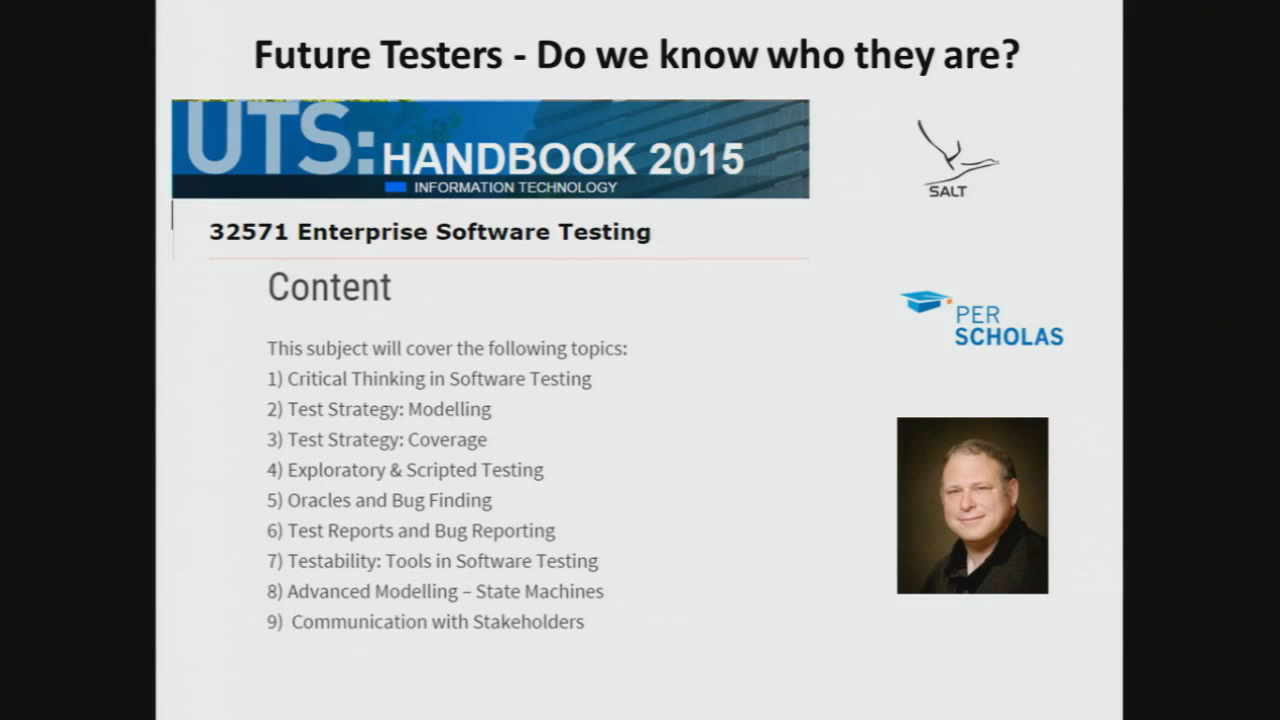 Future Testers - Do we know who they are?
UTS:
HANDBOOK 2015
INFORMATION TECHNOLOGY
32571 Enterprise Software Testing
Content
This subject will cover the following topics:
1) Critical Thinking in Software Testing
2) Test Strategy: Modelling
3) Test Strategy: Coverage
4) Exploratory & Scripted Testing
5) Oracles and Bug Finding
6) Test Reports and Bug Reporting
7) Testability: Tools in Software Testing
8) Advanced Modelling – State Machines
9) Communication with Stakeholders
SALT
PER
SCHOLAS